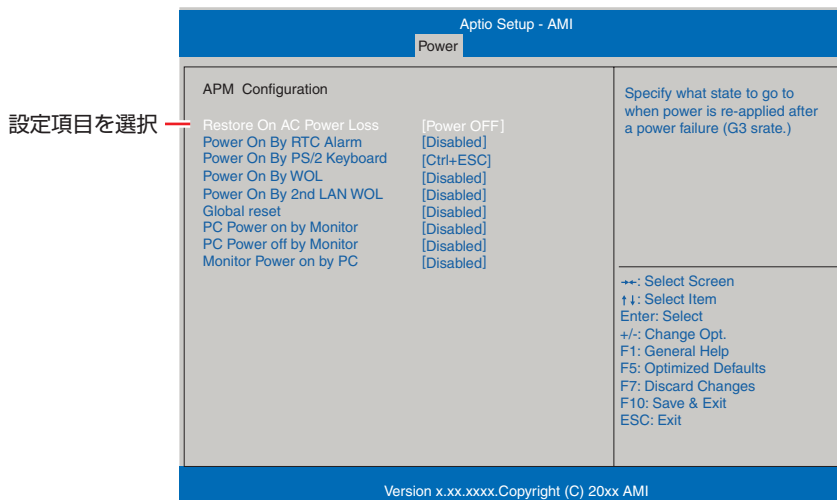 Aptio Setup - AMI
Power
APM Configuration
設定項目を選択
Restore On AC Power Loss [Power OFF]
Power On By RTC Alarm [Disabled]
Power On By PS/2 Keyboard [Ctrl+ESC]
Power On By WOL [Disabled]
Power On By 2nd LAN WOL [Disabled]
Global reset [Disabled]
PC Power on by Monitor [Disabled]
PC Power off by Monitor [Disabled]
Monitor Power on by PC [Disabled]
Specify what state to go to
when power is re-applied after
a power failure (G3 srate.)
→←: Select Screen
↑↓: Select Item
Enter: Select
+/-: Change Opt.
F1: General Help
F5: Optimized Defaults
F7: Discard Changes
F10: Save & Exit
ESC: Exit
Version x.xx.xxxx.Copyright (C) 20xx AMI